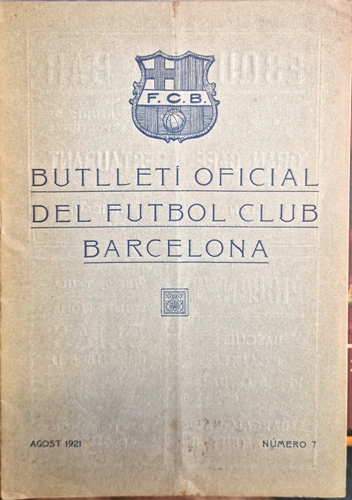 F.C.B.
BUTLLETÍ OFICIAL
DEL FUTBOL CLUB
BARCELONA
AGOST 1921
NÚMERO 7